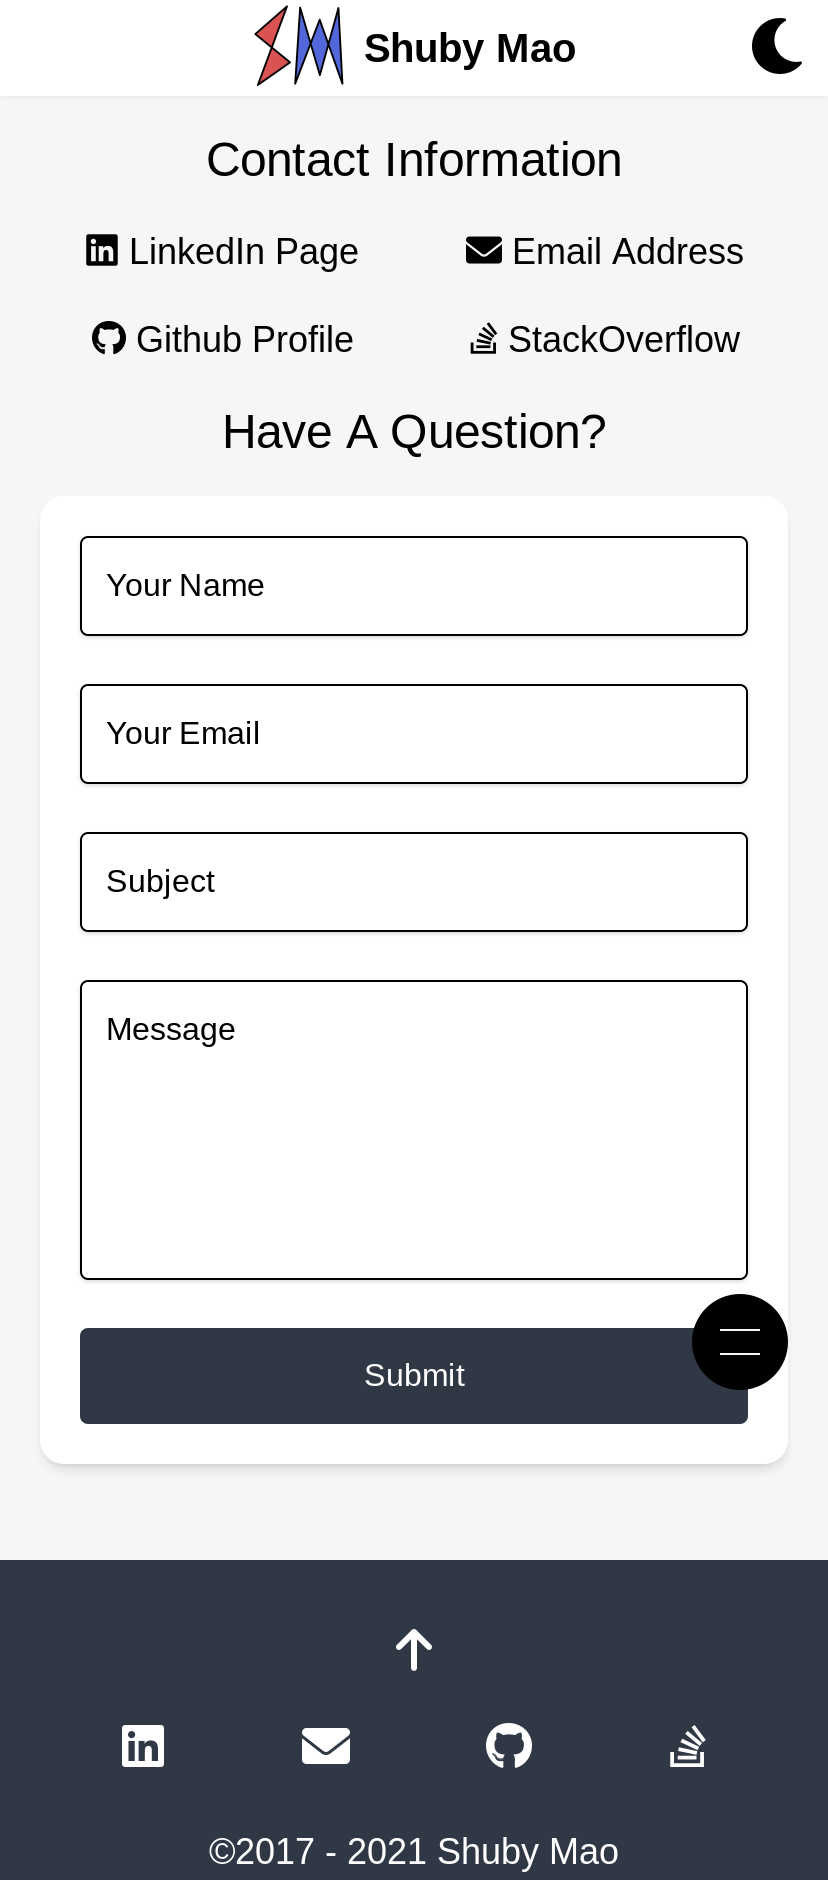 Shuby Mao
Contact Information
LinkedIn Page
Email Address
Github Profile
StackOverflow
Have A Question?
Your Name
Your Email
Subject
Message
Submit
©2017 - 2021 Shuby Mao